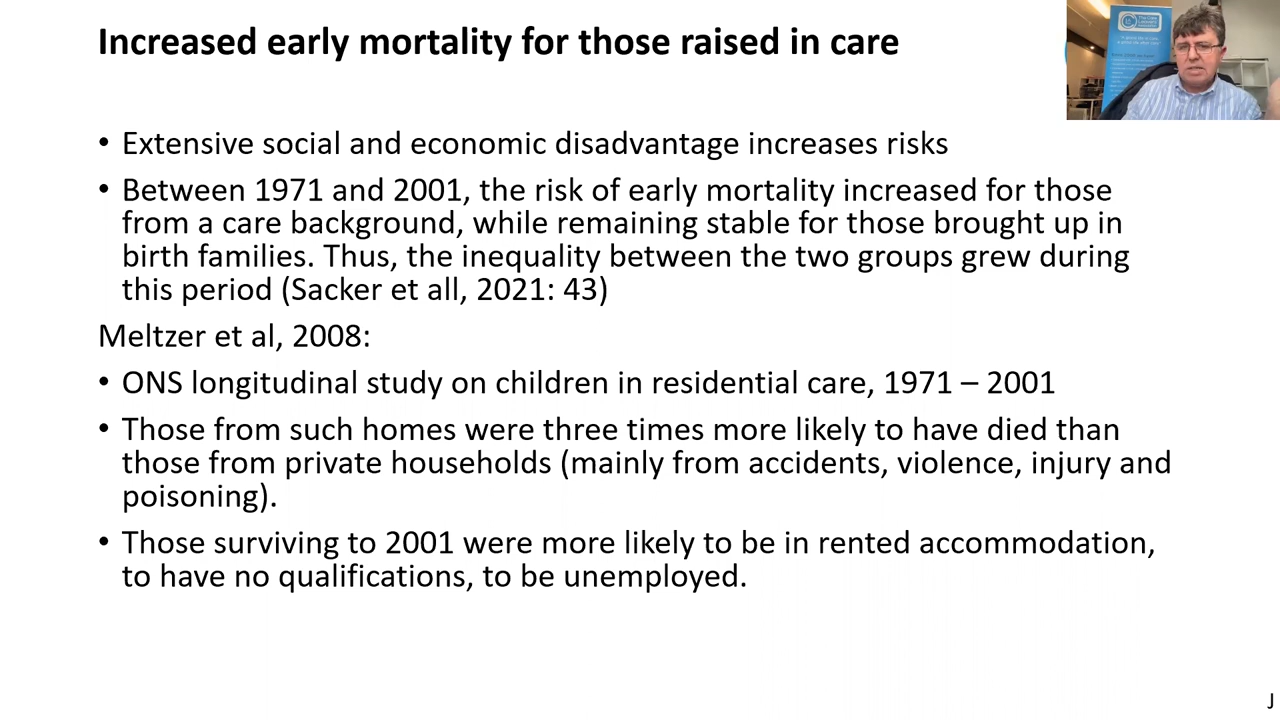 Increased early mortality for those raised in care
• Extensive social and economic disadvantage increases risks
• Between 1971 and 2001, the risk of early mortality increased for those
from a care background, while remaining stable for those brought up in
birth families. Thus, the inequality between the two groups grew during
this period (Sacker et all, 2021: 43)
Meltzer et al, 2008:
• ONS longitudinal study on children in residential care, 1971 – 2001
• Those from such homes were three times more likely to have died than
those from private households (mainly from accidents, violence, injury and
poisoning).
• Those surviving to 2001 were more likely to be in rented accommodation,
to have no qualifications, to be unemployed.
J